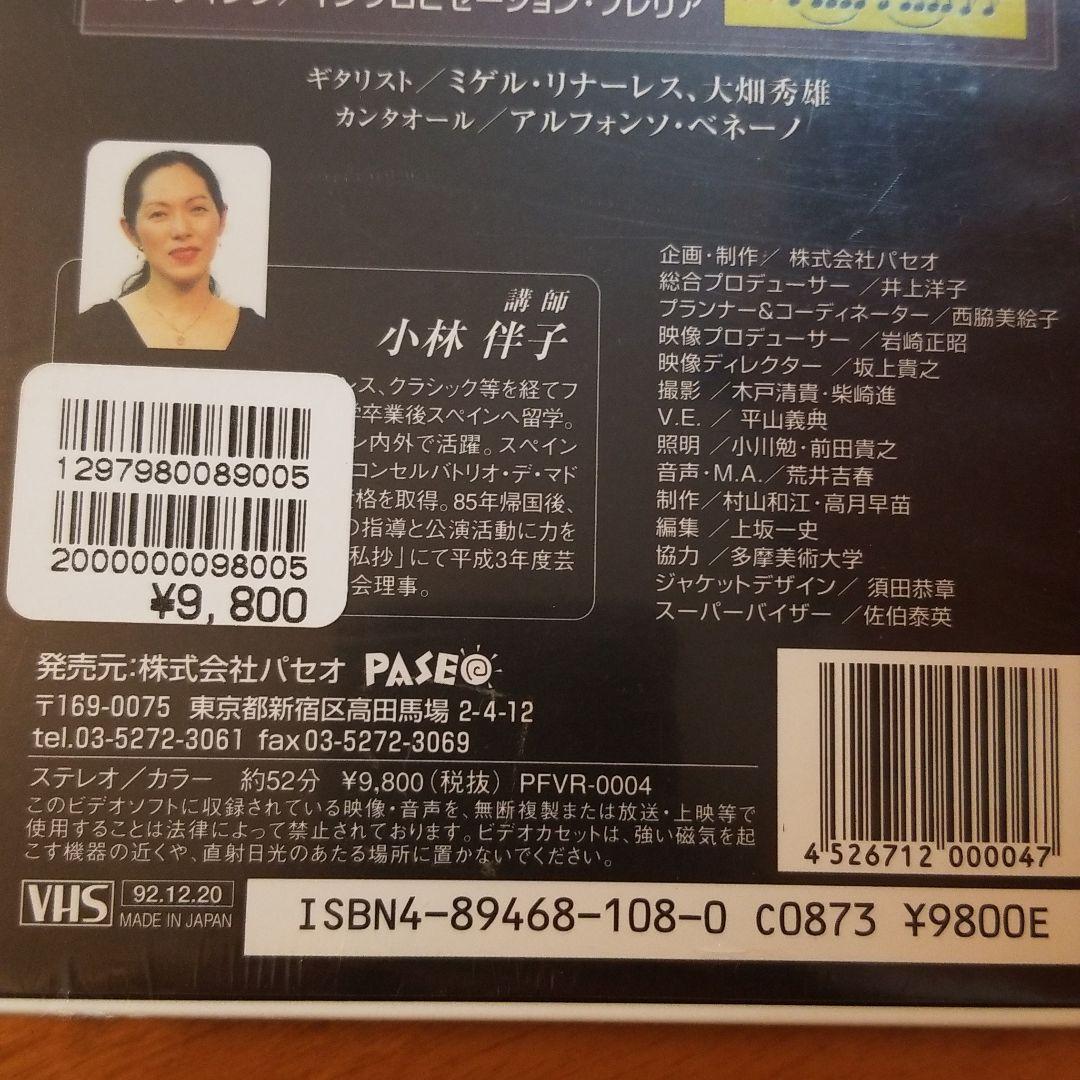 インプロビゼーション・ブレリア
ギタリスト／ミゲル・リナーレス、大畑秀雄
カンタオール／アルフォンソ・ベネーノ
講師
小林 伴子
レス、クラシック等を経てフ
学卒業後スペインへ留学。
ン内外で活躍。スペイン
コンセルバトリオ・デ・マド
格を取得。85年帰国後、
の指導と公演活動に力を
私抄」にて平成3年度芸
会理事。
企画・制作／ 株式会社パセオ
総合プロデューサー ／井上洋子
プランナー&コーディネーター／西脇美絵子
映像プロデューサー ／岩崎正昭
映像ディレクター ／坂上貴之
撮影 ／木戸清貴・柴崎進
V.E. ／ 平山義典
照明 ／小川勉・前田貴之
音声・M.A.／荒井吉春
制作／村山和江・高月早苗
編集 ／上坂一史
協力 ／多摩美術大学
ジャケットデザイン／ 須田恭章
スーパーバイザー ／佐伯泰英
1297980089005
2000000098005
¥9,800
発売元：株式会社パセオ PASEO
〒169-0075 東京都新宿区高田馬場 2-4-12
tel.03-5272-3061 fax03-5272-3069
ステレオ／カラー 約52分 ¥9,800（税抜） PFVR-0004
このビデオソフトに収録されている映像・音声を、無断複製または放送・上映等で
使用することは法律によって禁止されております。ビデオカセットは、強い磁気を起
こす機器の近くや、直射日光のあたる場所に置かないでください。
4 526712 000047
VHS 92.12.20
MADE IN JAPAN
ISBN4-89468-108-0 C0873 ¥9800E